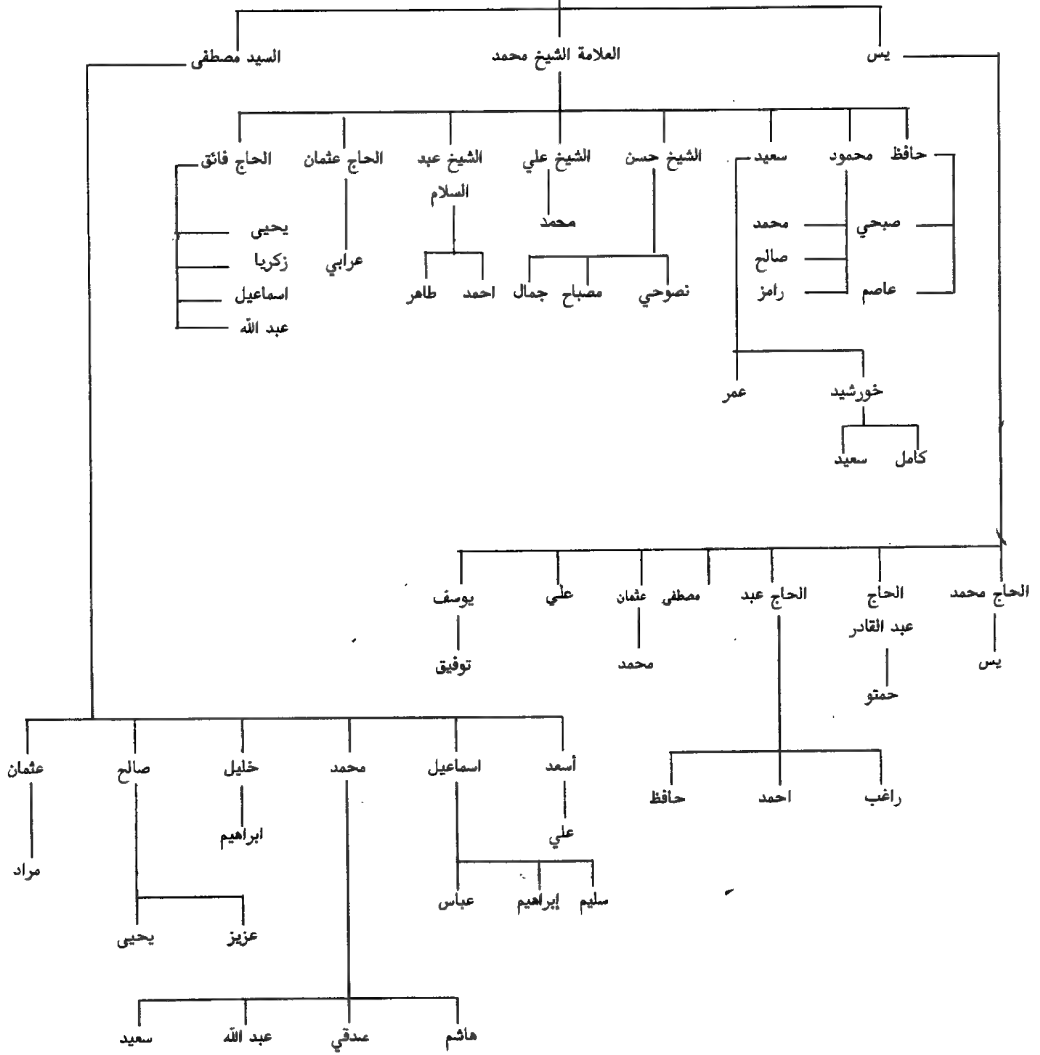 يس
العلامة الشيخ محمد
السيد مصطفى
حافظ
محمود
سعيد
الشيخ حسن
الشيخ علي
الشيخ عبد
السلام
الحاج عثمان
الحاج فائق
صبحي
عاصم
محمد
صالح
رامز
نصوحي
مصباح
جمال
محمد
احمد
طاهر
عرابي
يحيى
زكريا
اسماعيل
عبد الله
خورشيد
عمر
كامل
سعيد
الحاج محمد
الحاج
عبد القادر
الحاج عبد
مصطفى
عثمان
علي
يوسف
يس
حمتو
محمد
توفيق
راغب
احمد
حافظ
أسعد
اسماعيل
محمد
خليل
صالح
عثمان
علي
ابراهيم
مراد
سليم
إبراهيم
عباس
عزيز
يحيى
هاشم
صدقي
عبد الله
سعيد